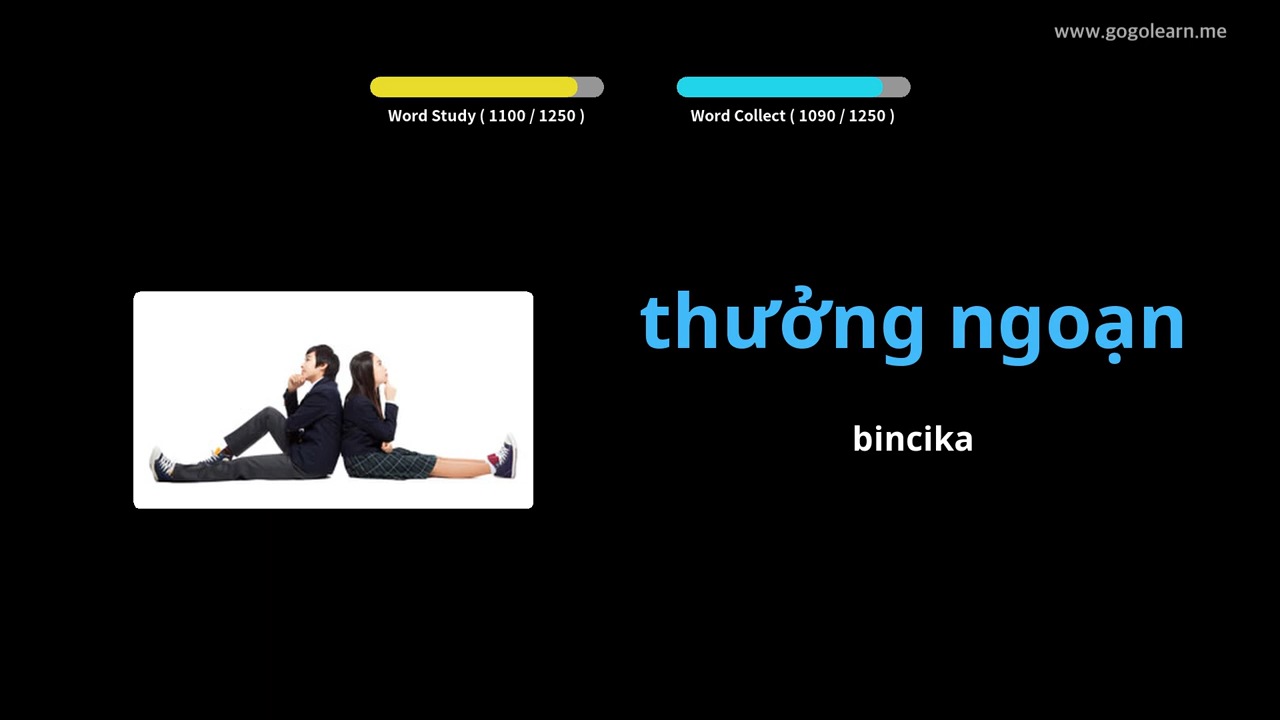 www.gogolearn.me
Word Study ( 1100 / 1250 )
Word Collect ( 1090 / 1250 )
thưởng ngoạn
bincika